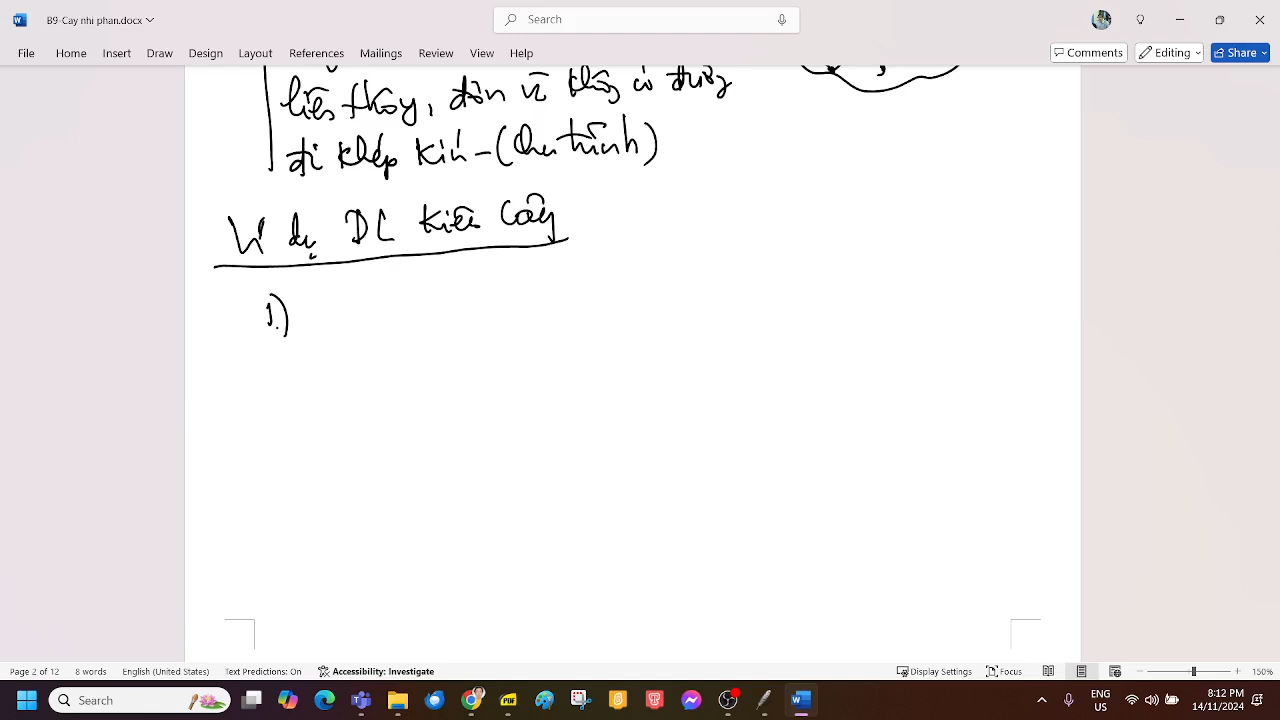 B9-Cay nhi phan.docx
Search
File Home Insert Draw Design Layout References Mailings Review View Help
Comments Editing Share
liên thông, đơn vì không có đường
đi khép kín - (chu trình)
Ví dụ DL kiểu cây
1.)
Page 2 of 12 8 words English (United States) Text Predictions: On Accessibility: Investigate Display Settings Focus 150%
Search ENG 8:12 PM
US 14/11/2024